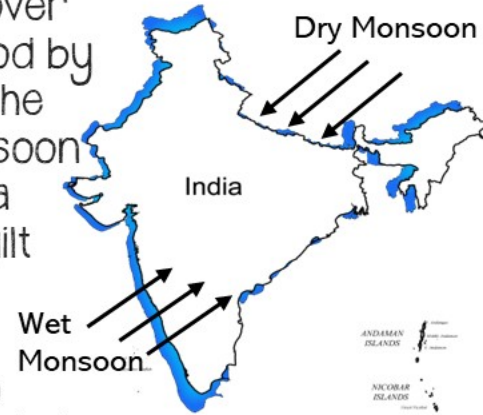 over
od by
he
soon
a
ilt
Dry Monsoon
India
Wet
Monsoon
ANDAMAN
ISLANDS
NICOBAR
ISLANDS